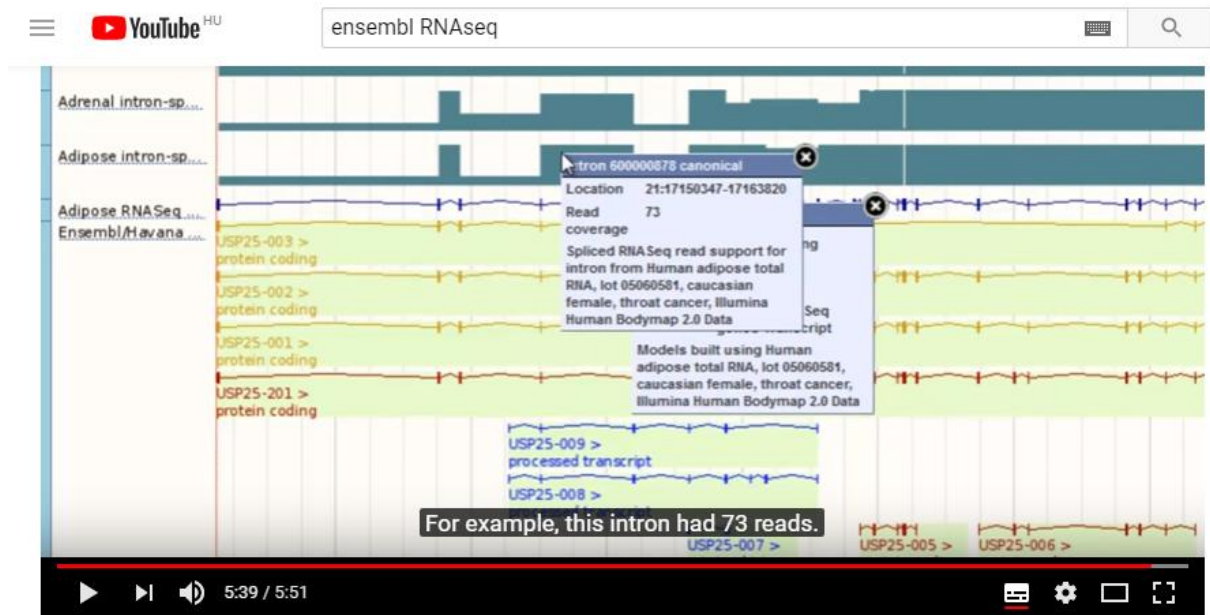 YouTube HU
ensembl RNAseq
Adrenal intron-sp...
Adipose intron-sp...
Adipose RNASeq ...
Ensembl/Havana ...
tron 600000878 canonical
Location 21:17150347-17163820
Read 73
coverage
Spliced RNASeq read support for
intron from Human adipose total
RNA, lot 05060581, caucasian
female, throat cancer, Illumina
Human Bodymap 2.0 Data
ng
Seq
Models built using Human
adipose total RNA, lot 05060581,
caucasian female, throat cancer,
Illumina Human Bodymap 2.0 Data
USP25-003 >
protein coding
USP25-002 >
protein coding
USP25-001 >
protein coding
USP25-201 >
protein coding
USP25-009 >
processed transcript
USP25-008 >
For example, this intron had 73 reads.
USP25-007 >
USP25-005 >
USP25-006 >
5:39 / 5:51